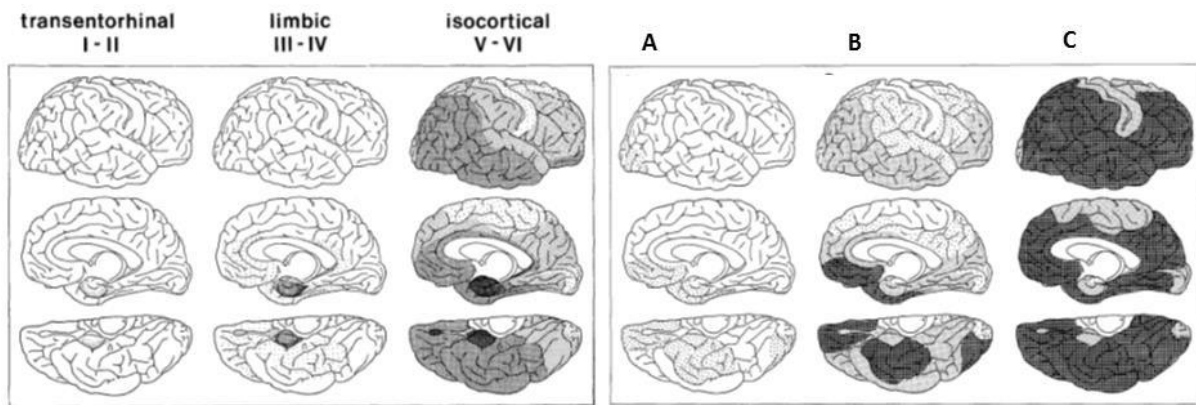 transentorhinal
I - II
limbic
III - IV
isocortical
V - VI
A
B
C